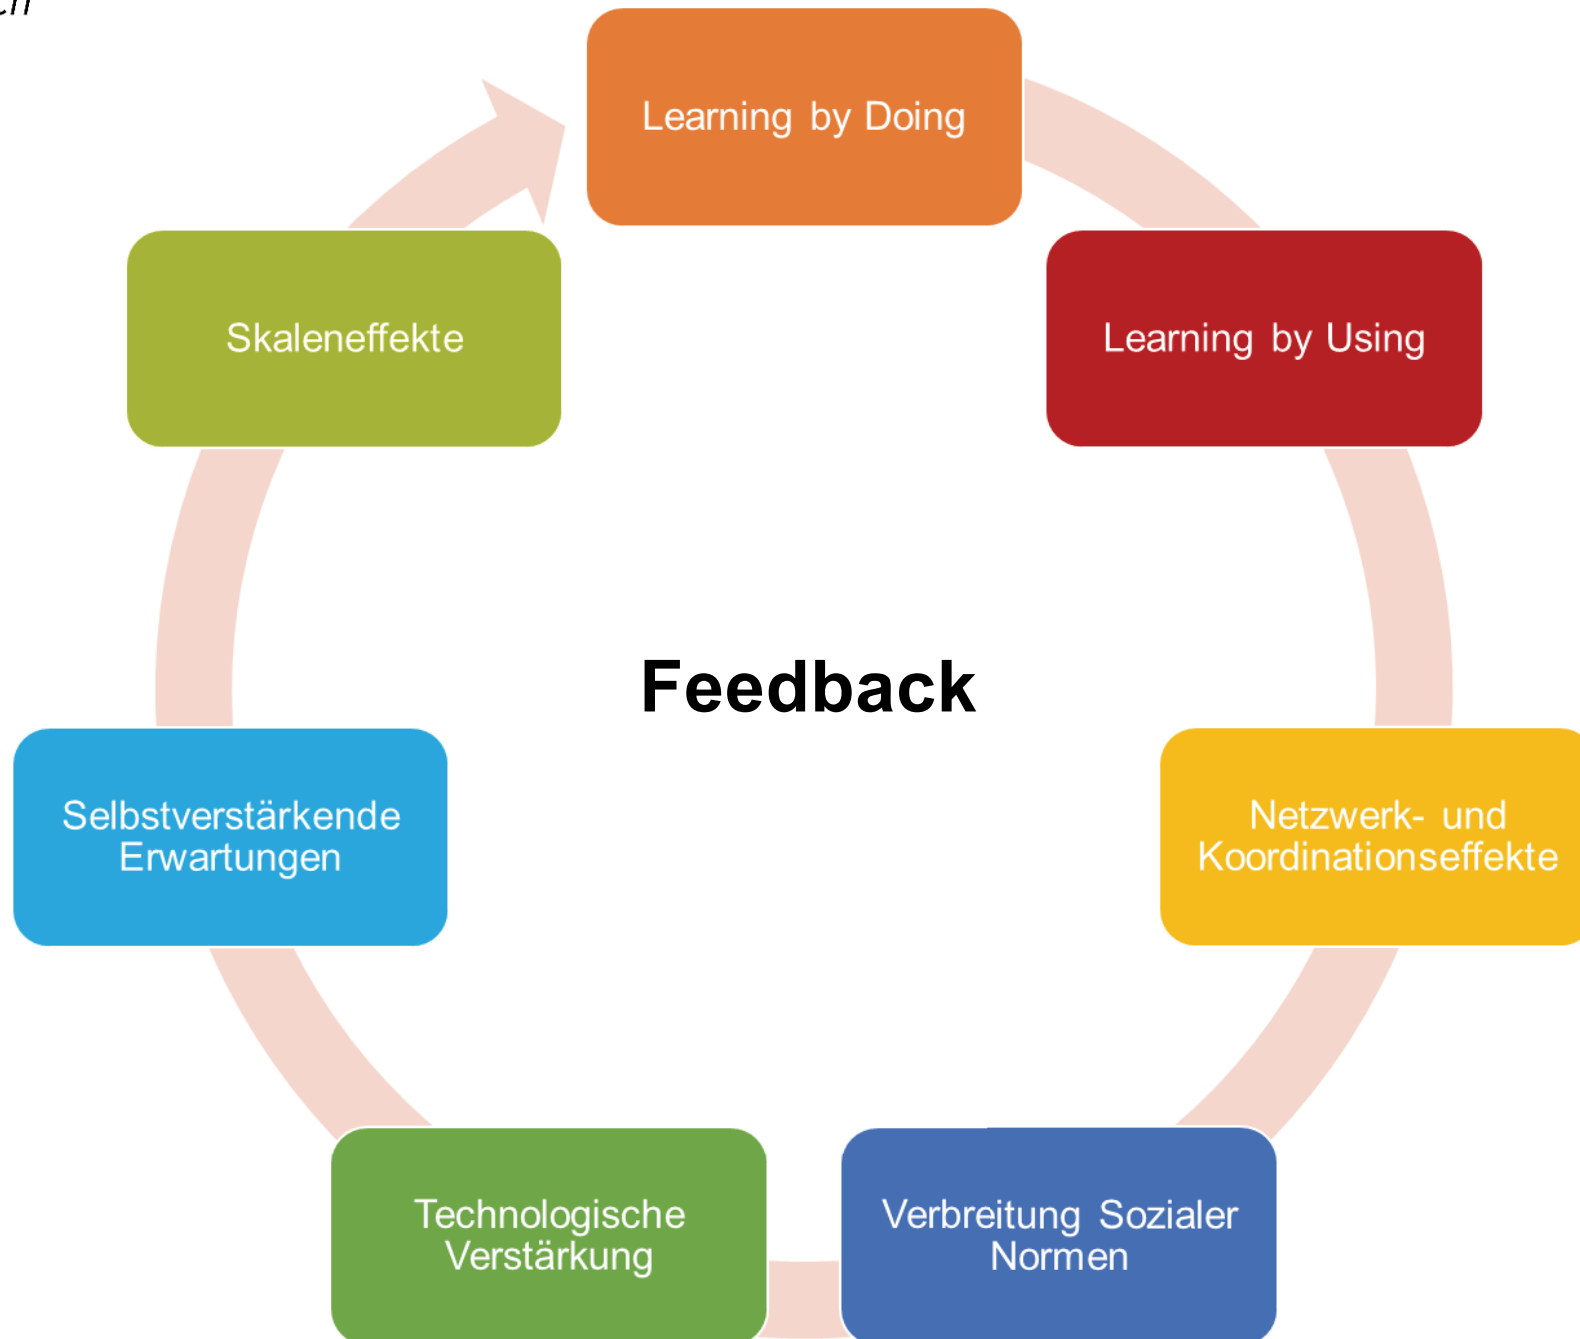 Learning by Doing
Learning by Using
Netzwerk- und
Koordinationseffekte
Verbreitung Sozialer
Normen
Technologische
Verstärkung
Selbstverstärkende
Erwartungen
Skaleneffekte
Feedback